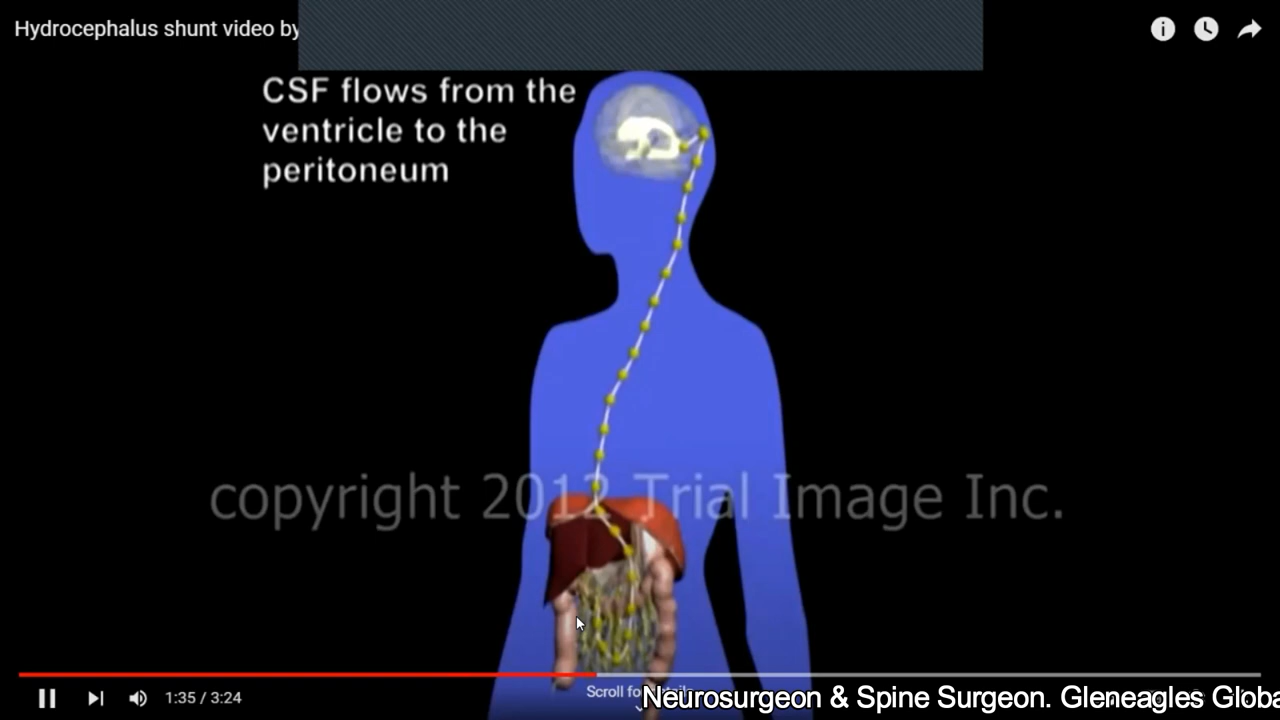 Hydrocephalus shunt video by
CSF flows from the
ventricle to the
peritoneum
copyright 2012 Trial Image Inc.
1:35 / 3:24
Scroll fo
Neurosurgeon & Spine Surgeon. Gleneagles Globa